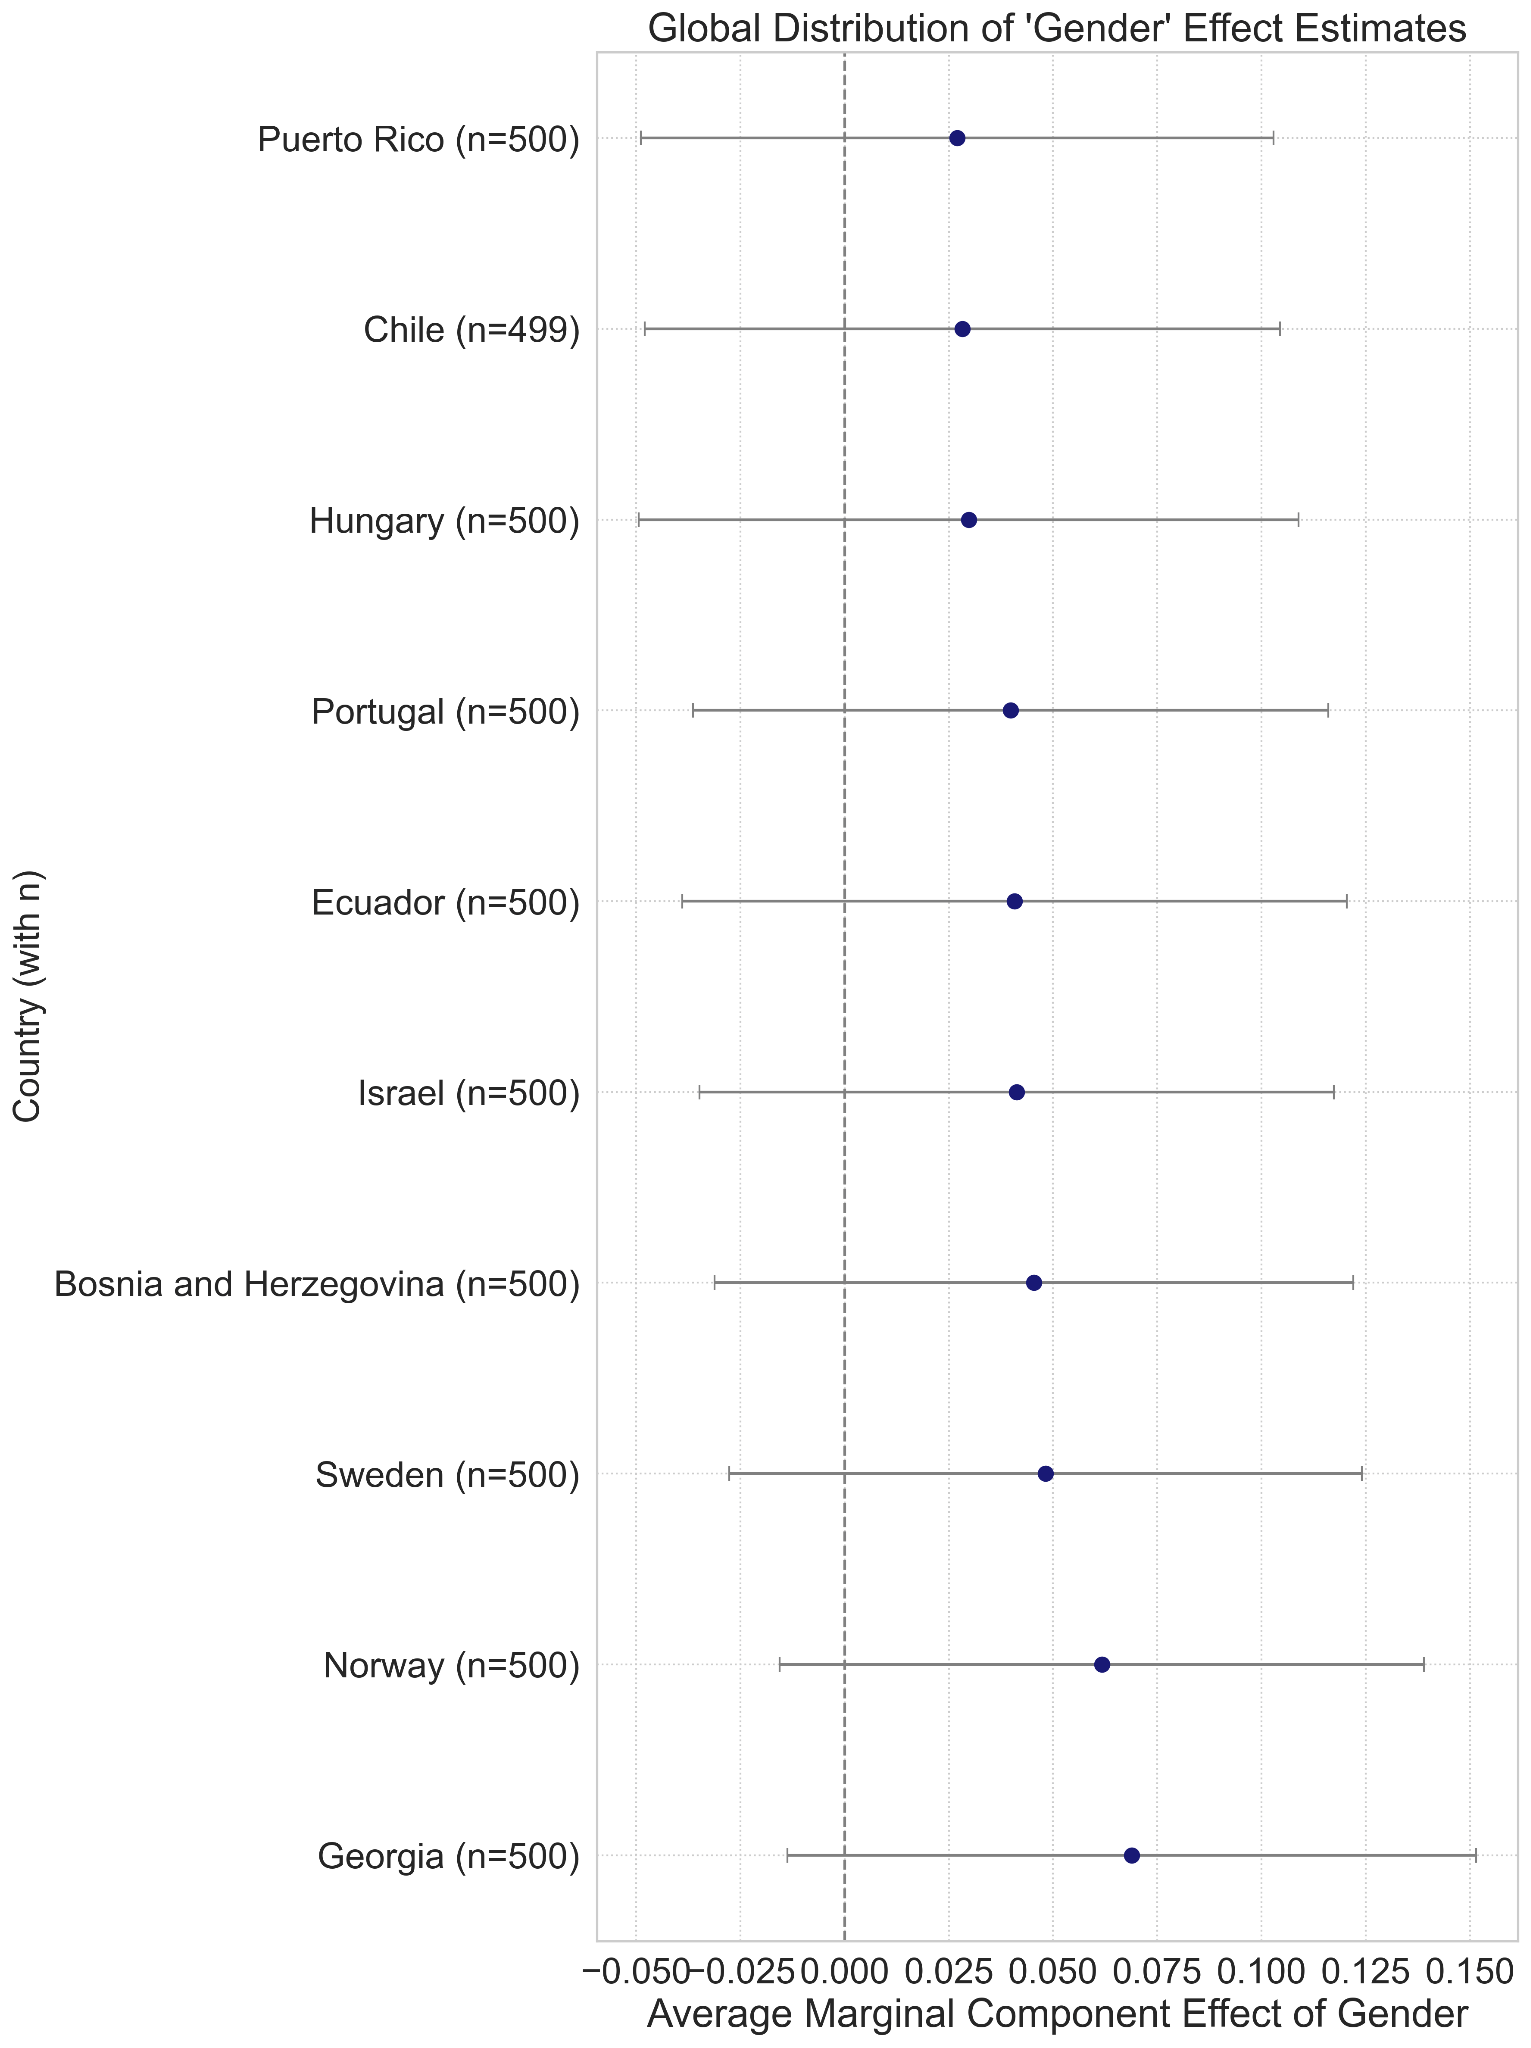 Global Distribution of 'Gender' Effect Estimates
Puerto Rico (n=500)
Chile (n=499)
Hungary (n=500)
Portugal (n=500)
Ecuador (n=500)
Israel (n=500)
Bosnia and Herzegovina (n=500)
Sweden (n=500)
Norway (n=500)
Georgia (n=500)
Country (with n)
−0.050 −0.025 0.000 0.025 0.050 0.075 0.100 0.125 0.150
Average Marginal Component Effect of Gender